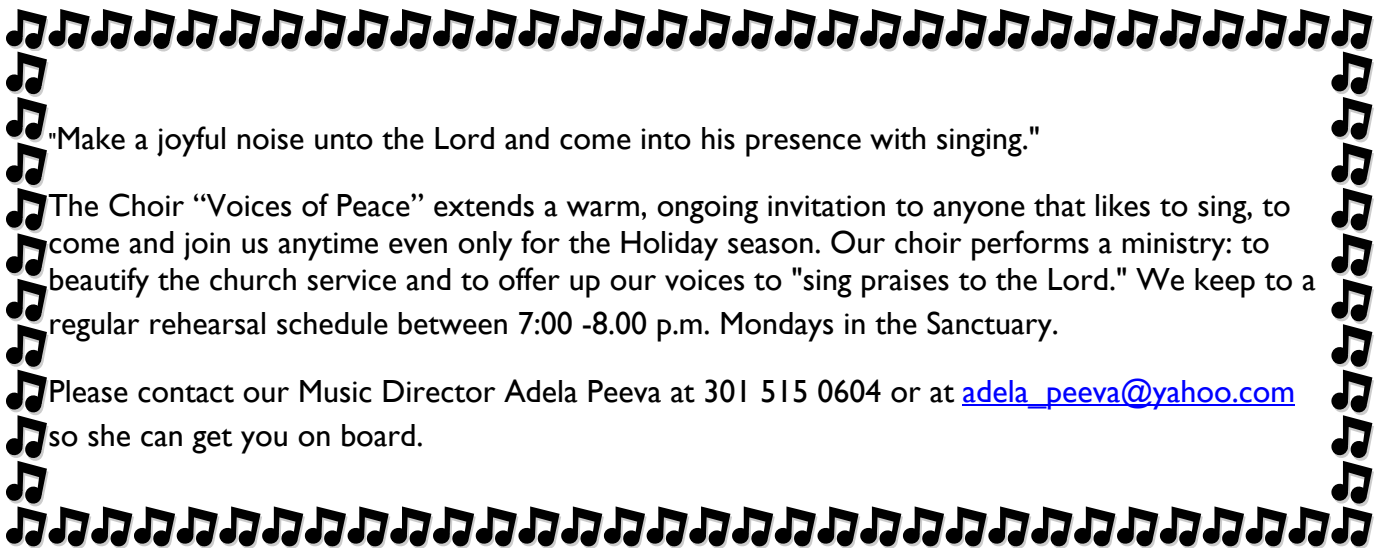 "Make a joyful noise unto the Lord and come into his presence with singing."
The Choir “Voices of Peace” extends a warm, ongoing invitation to anyone that likes to sing, to
come and join us anytime even only for the Holiday season. Our choir performs a ministry: to
beautify the church service and to offer up our voices to "sing praises to the Lord." We keep to a
regular rehearsal schedule between 7:00 -8.00 p.m. Mondays in the Sanctuary.
Please contact our Music Director Adela Peeva at 301 515 0604 or at adela_peeva@yahoo.com
so she can get you on board.